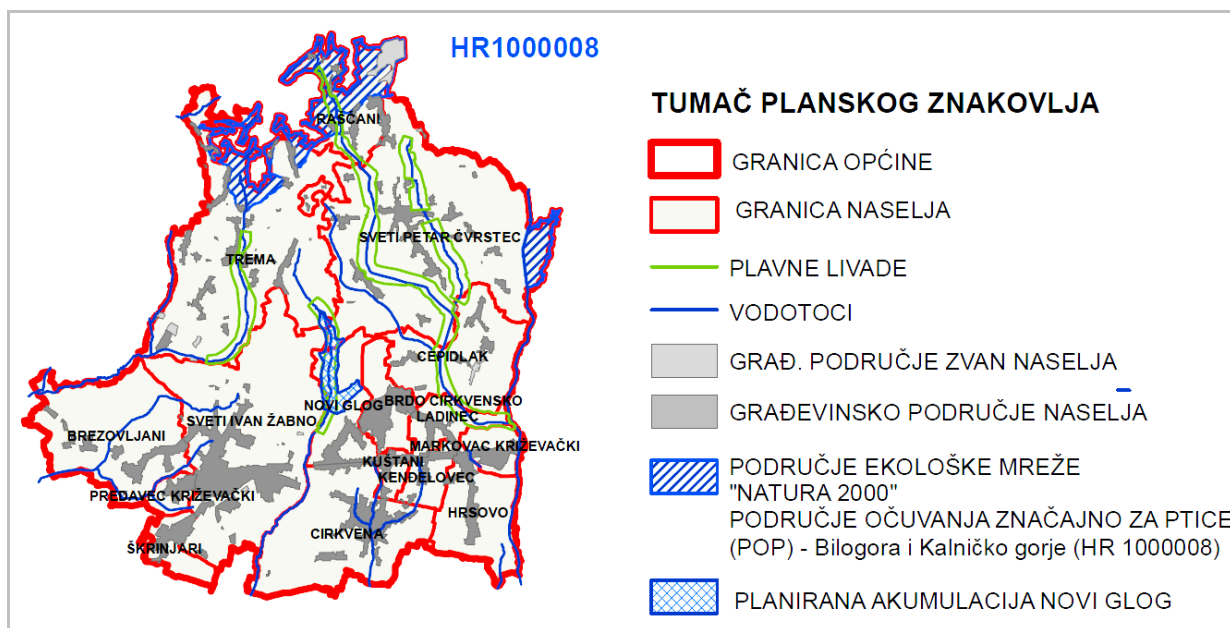 HR1000008
RAŠĆANI
SVETI PETAR ČVRSTEC
TREMA
CEPIDLAK
NOVI GLOG
BRDO CIRKVENSKO
LADINEC
SVETI IVAN ŽABNO
BREZOVLJANI
MARKOVAC KRIŽEVAČKI
KUŠTANI
KENĐELOVEC
PREDAVEC KRIŽEVAČKI
HRSOVO
CIRKVENA
ŠKRINJARI
TUMAČ PLANSKOG ZNAKOVLJA
GRANICA OPĆINE
GRANICA NASELJA
PLAVNE LIVADE
VODOTOCI
GRAĐ. PODRUČJE ZVAN NASELJA
GRAĐEVINSKO PODRUČJE NASELJA
PODRUČJE EKOLOŠKE MREŽE
"NATURA 2000"
PODRUČJE OČUVANJA ZNAČAJNO ZA PTICE
(POP) - Bilogora i Kalničko gorje (HR 1000008)
PLANIRANA AKUMULACIJA NOVI GLOG